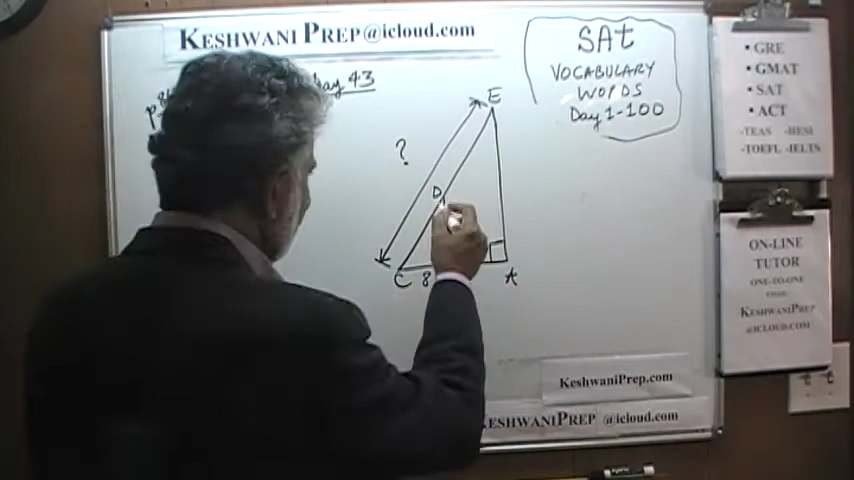 KESHWANI PREP@icloud.com
Day 43
SAt
VOCABULARY
WORDS
Day 1-100
E
?
D
C 8
A
• GRE
• GMAT
• SAT
• ACT
-TEAS -HESI
-TOEFL -IELTS
ON-LINE
TUTOR
ONE-TO-ONE
KESHWANIPREP
@ICLOUD.COM
KESHWANIPREP.COM
KESHWANIPREP @icloud.com